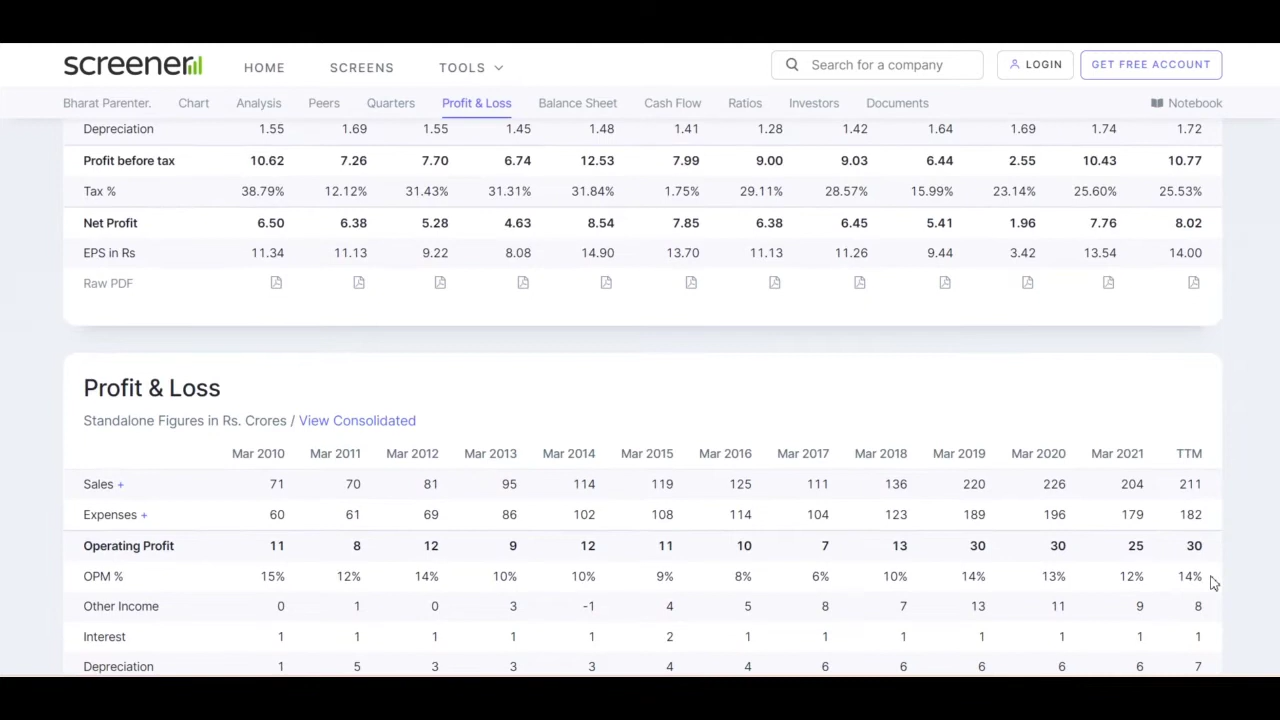 screener HOME SCREENS TOOLS Search for a company LOGIN GET FREE ACCOUNT
Bharat Parenter. Chart Analysis Peers Quarters Profit & Loss Balance Sheet Cash Flow Ratios Investors Documents Notebook
Depreciation 1.55 1.69 1.55 1.45 1.48 1.41 1.28 1.42 1.64 1.69 1.74 1.72
Profit before tax 10.62 7.26 7.70 6.74 12.53 7.99 9.00 9.03 6.44 2.55 10.43 10.77
Tax % 38.79% 12.12% 31.43% 31.31% 31.84% 1.75% 29.11% 28.57% 15.99% 23.14% 25.60% 25.53%
Net Profit 6.50 6.38 5.28 4.63 8.54 7.85 6.38 6.45 5.41 1.96 7.76 8.02
EPS in Rs 11.34 11.13 9.22 8.08 14.90 13.70 11.13 11.26 9.44 3.42 13.54 14.00
Raw PDF
Profit & Loss
Standalone Figures in Rs. Crores / View Consolidated
Mar 2010 Mar 2011 Mar 2012 Mar 2013 Mar 2014 Mar 2015 Mar 2016 Mar 2017 Mar 2018 Mar 2019 Mar 2020 Mar 2021 TTM
Sales + 71 70 81 95 114 119 125 111 136 220 226 204 211
Expenses + 60 61 69 86 102 108 114 104 123 189 196 179 182
Operating Profit 11 8 12 9 12 11 10 7 13 30 30 25 30
OPM % 15% 12% 14% 10% 10% 9% 8% 6% 10% 14% 13% 12% 14%
Other Income 0 1 0 3 -1 4 5 8 7 13 11 9 8
Interest 1 1 1 1 1 2 1 1 1 1 1 1 1
Depreciation 1 5 3 3 3 4 4 6 6 6 6 6 7